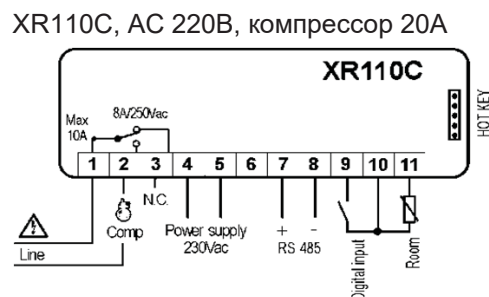 XR110C, AC 220В, компрессор 20А
XR110C
HOT KEY
8A/250Vac
Max
10A
1 2 3 4 5 6 7 8 9 10 11
N.C.
Comp
Line
Power supply
230Vac
+ -
RS 485
Digital input
Room